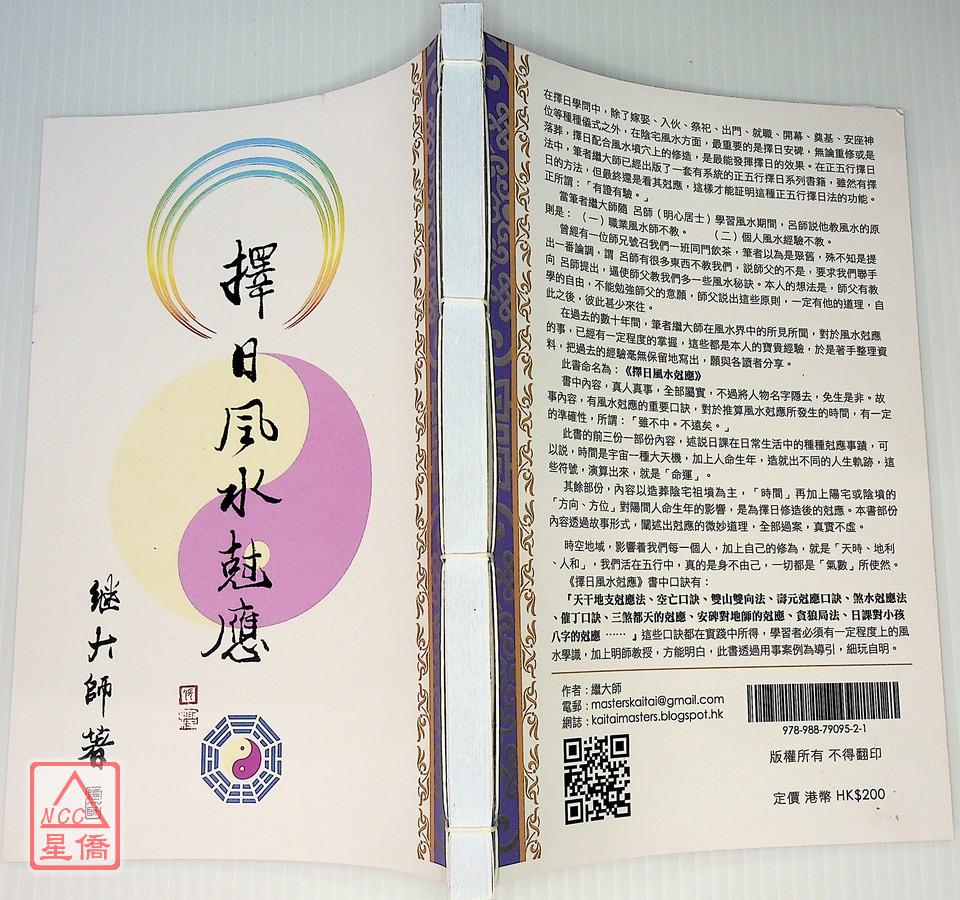 擇日風水尅應
继大師著
NCC
星僑
在擇日學問中，除了嫁娶、入伙、祭祀、出門、就職、開幕、奠基、安座神
位等種種儀式之外，在陰宅風水方面，最重要的是擇日安碑，無論重修或是
落葬，擇日配合風水墳穴上的修造，是最能發揮擇日的效果。在正五行擇日
法中，筆者繼大師已經出版了一套有系統的正五行擇日系列書籍，雖然有擇
日的方法，但最終還是看其尅應，這樣才能証明這種正五行擇日法的功能。
正所謂：「有證有驗。」
當筆者繼大師隨 呂師（明心居士）學習風水期間，呂師説他教風水的原
則是： （一）職業風水師不教。 （二）個人風水經驗不教。
曾經有一位師兄號召我們一班同門飲茶，筆者以為是聚舊，殊不知是提
出一番論調，謂 呂師有很多東西不教我們，説師父的不是，要求我們聯手
向 呂師提出，逼使師父教我們多一些風水秘訣。本人的想法是，師父有教
學的自由，不能勉強師父的意願，師父説出這些原則，一定有他的道理，自
此之後，彼此甚少來往。
在過去的數十年間，筆者繼大師在風水界中的所見所聞，對於風水尅應
的事，已經有一定程度的掌握，這些都是本人的寶貴經驗，於是著手整理資
料，把過去的經驗毫無保留地寫出，願與各讀者分享。
此書命名為：《擇日風水尅應》
書中內容，真人真事，全部屬實，不過將人物名字隱去，免生是非。故
事內容，有風水尅應的重要口訣，對於推算風水尅應所發生的時間，有一定
的準確性，所謂：「雖不中。不遠矣。」
此書的前三份一部份內容，述説日課在日常生活中的種種尅應事蹟，可
以説，時間是宇宙一種大天機，加上人命生年，造就出不同的人生軌跡，這
些符號，演算出來，就是「命運」。
其餘部份，內容以造葬陰宅祖墳為主，「時間」再加上陽宅或陰墳的
「方向、方位」對陽間人命生年的影響，是為擇日修造後的尅應。本書部份
內容透過故事形式，闡述出尅應的微妙道理，全部過案，真實不虛。
時空地域，影響着我們每一個人，加上自己的修為，就是「天時、地利
、人和」，我們活在五行中，真的是身不由己，一切都是「氣數」所使然。
《擇日風水尅應》書中口訣有：
「天干地支尅應法、空亡口訣、雙山雙向法、壽元尅應口訣、煞水尅應法
、催丁口訣、三煞都天的尅應、安碑對地師的尅應、貪狼局法、日課對小孩
八字的尅應 …… 」這些口訣都在實踐中所得，學習者必須有一定程度上的風
水學識，加上明師教授，方能明白，此書透過用事案例為導引，細玩自明。
作者：繼大師
電郵：masterskaitai@gmail.com
網誌：kaitaimasters.blogspot.hk
978-988-79095-2-1
版權所有 不得翻印
定價 港幣 HK$200